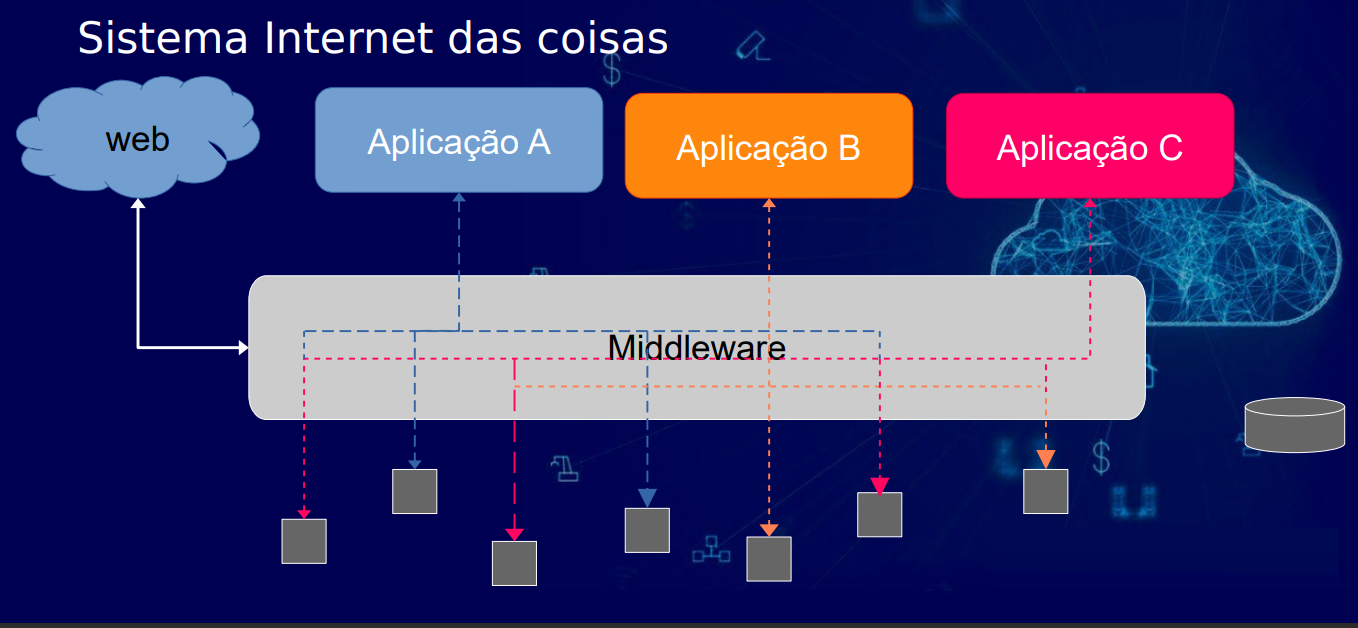 Sistema Internet das coisas
web
Aplicação A
Aplicação B
Aplicação C
Middleware